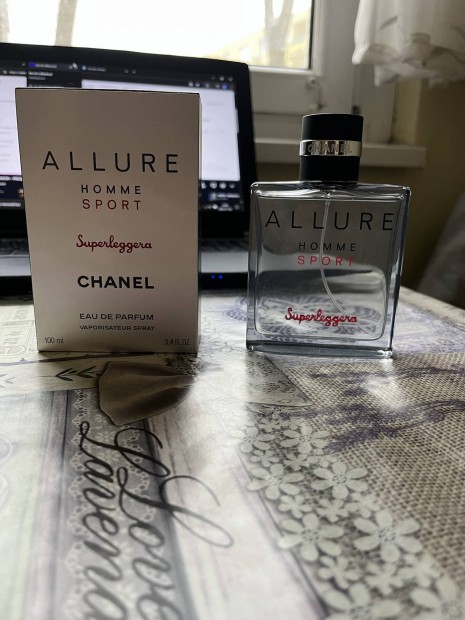 ALLURE
HOMME
SPORT
Superleggera
CHANEL
EAU DE PARFUM
VAPORISATEUR SPRAY
100 ml 3.4 FL.OZ
CHANEL
ALLURE
HOMME
SPORT
Superleggera
Love